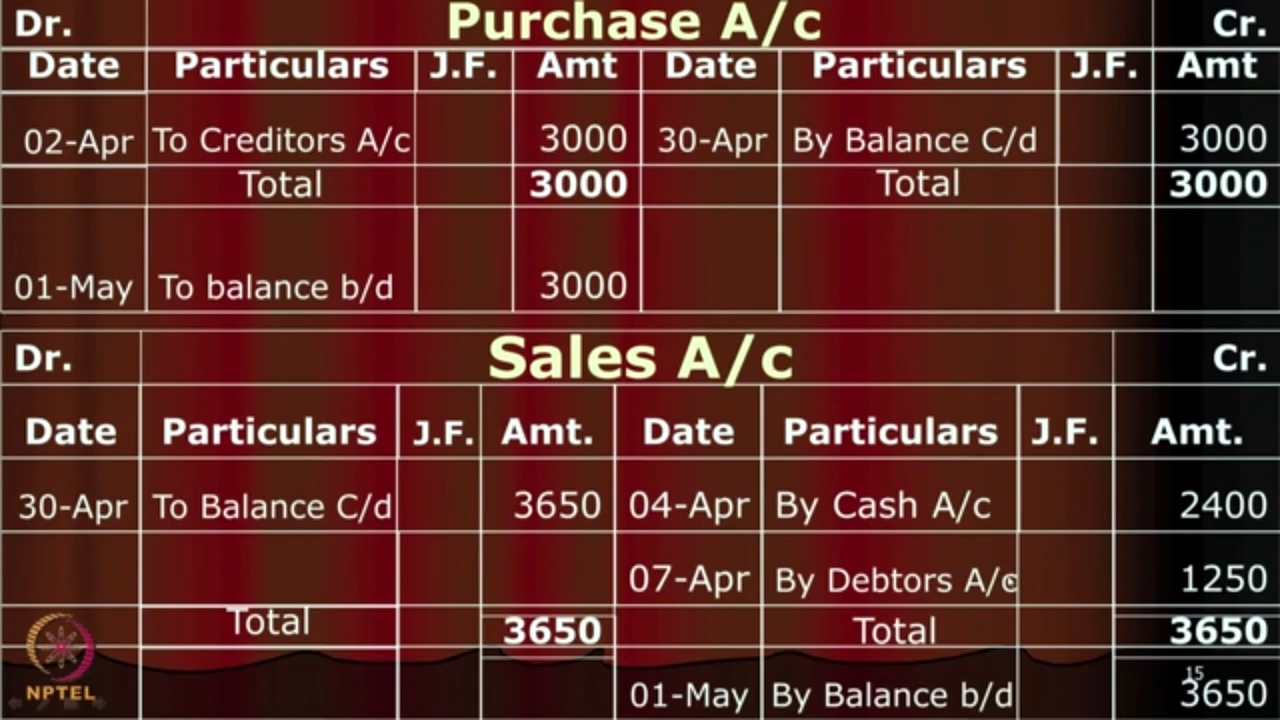 Dr. Purchase A/c Cr.
Date Particulars J.F. Amt Date Particulars J.F. Amt
02-Apr To Creditors A/c 3000 30-Apr By Balance C/d 3000
Total 3000 Total 3000
01-May To balance b/d 3000
Dr. Sales A/c Cr.
Date Particulars J.F. Amt. Date Particulars J.F. Amt.
30-Apr To Balance C/d 3650 04-Apr By Cash A/c 2400
07-Apr By Debtors A/c 1250
Total 3650 Total 3650
15
01-May By Balance b/d 3650
NPTEL